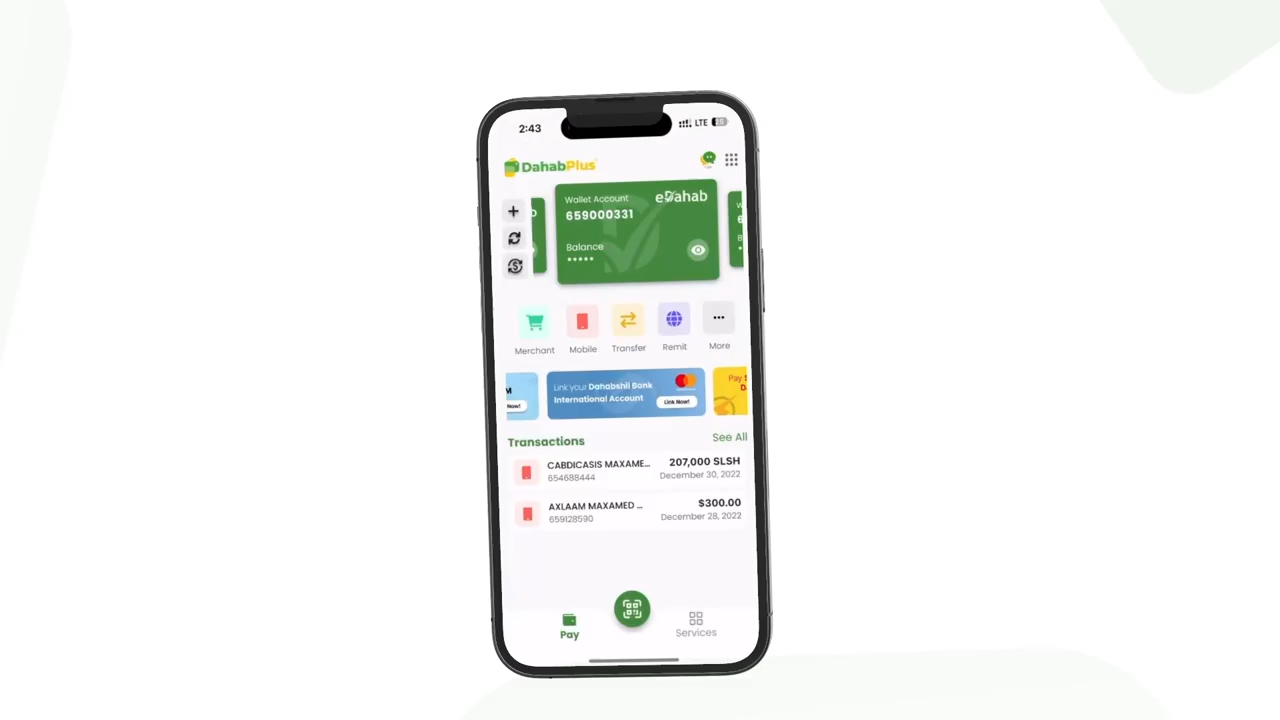 2:43
LTE
DahabPlus
Wallet Account
eDahab
659000331
Balance
*****
Merchant
Mobile
Transfer
Remit
More
M
Now!
Link your Dahabshil Bank
International Account
Link Now!
Pay
Transactions
See All
CABDICASIS MAXAME...
207,000 SLSH
654688444
December 30, 2022
AXLAAM MAXAMED ...
$300.00
659128590
December 28, 2022
Pay
Services